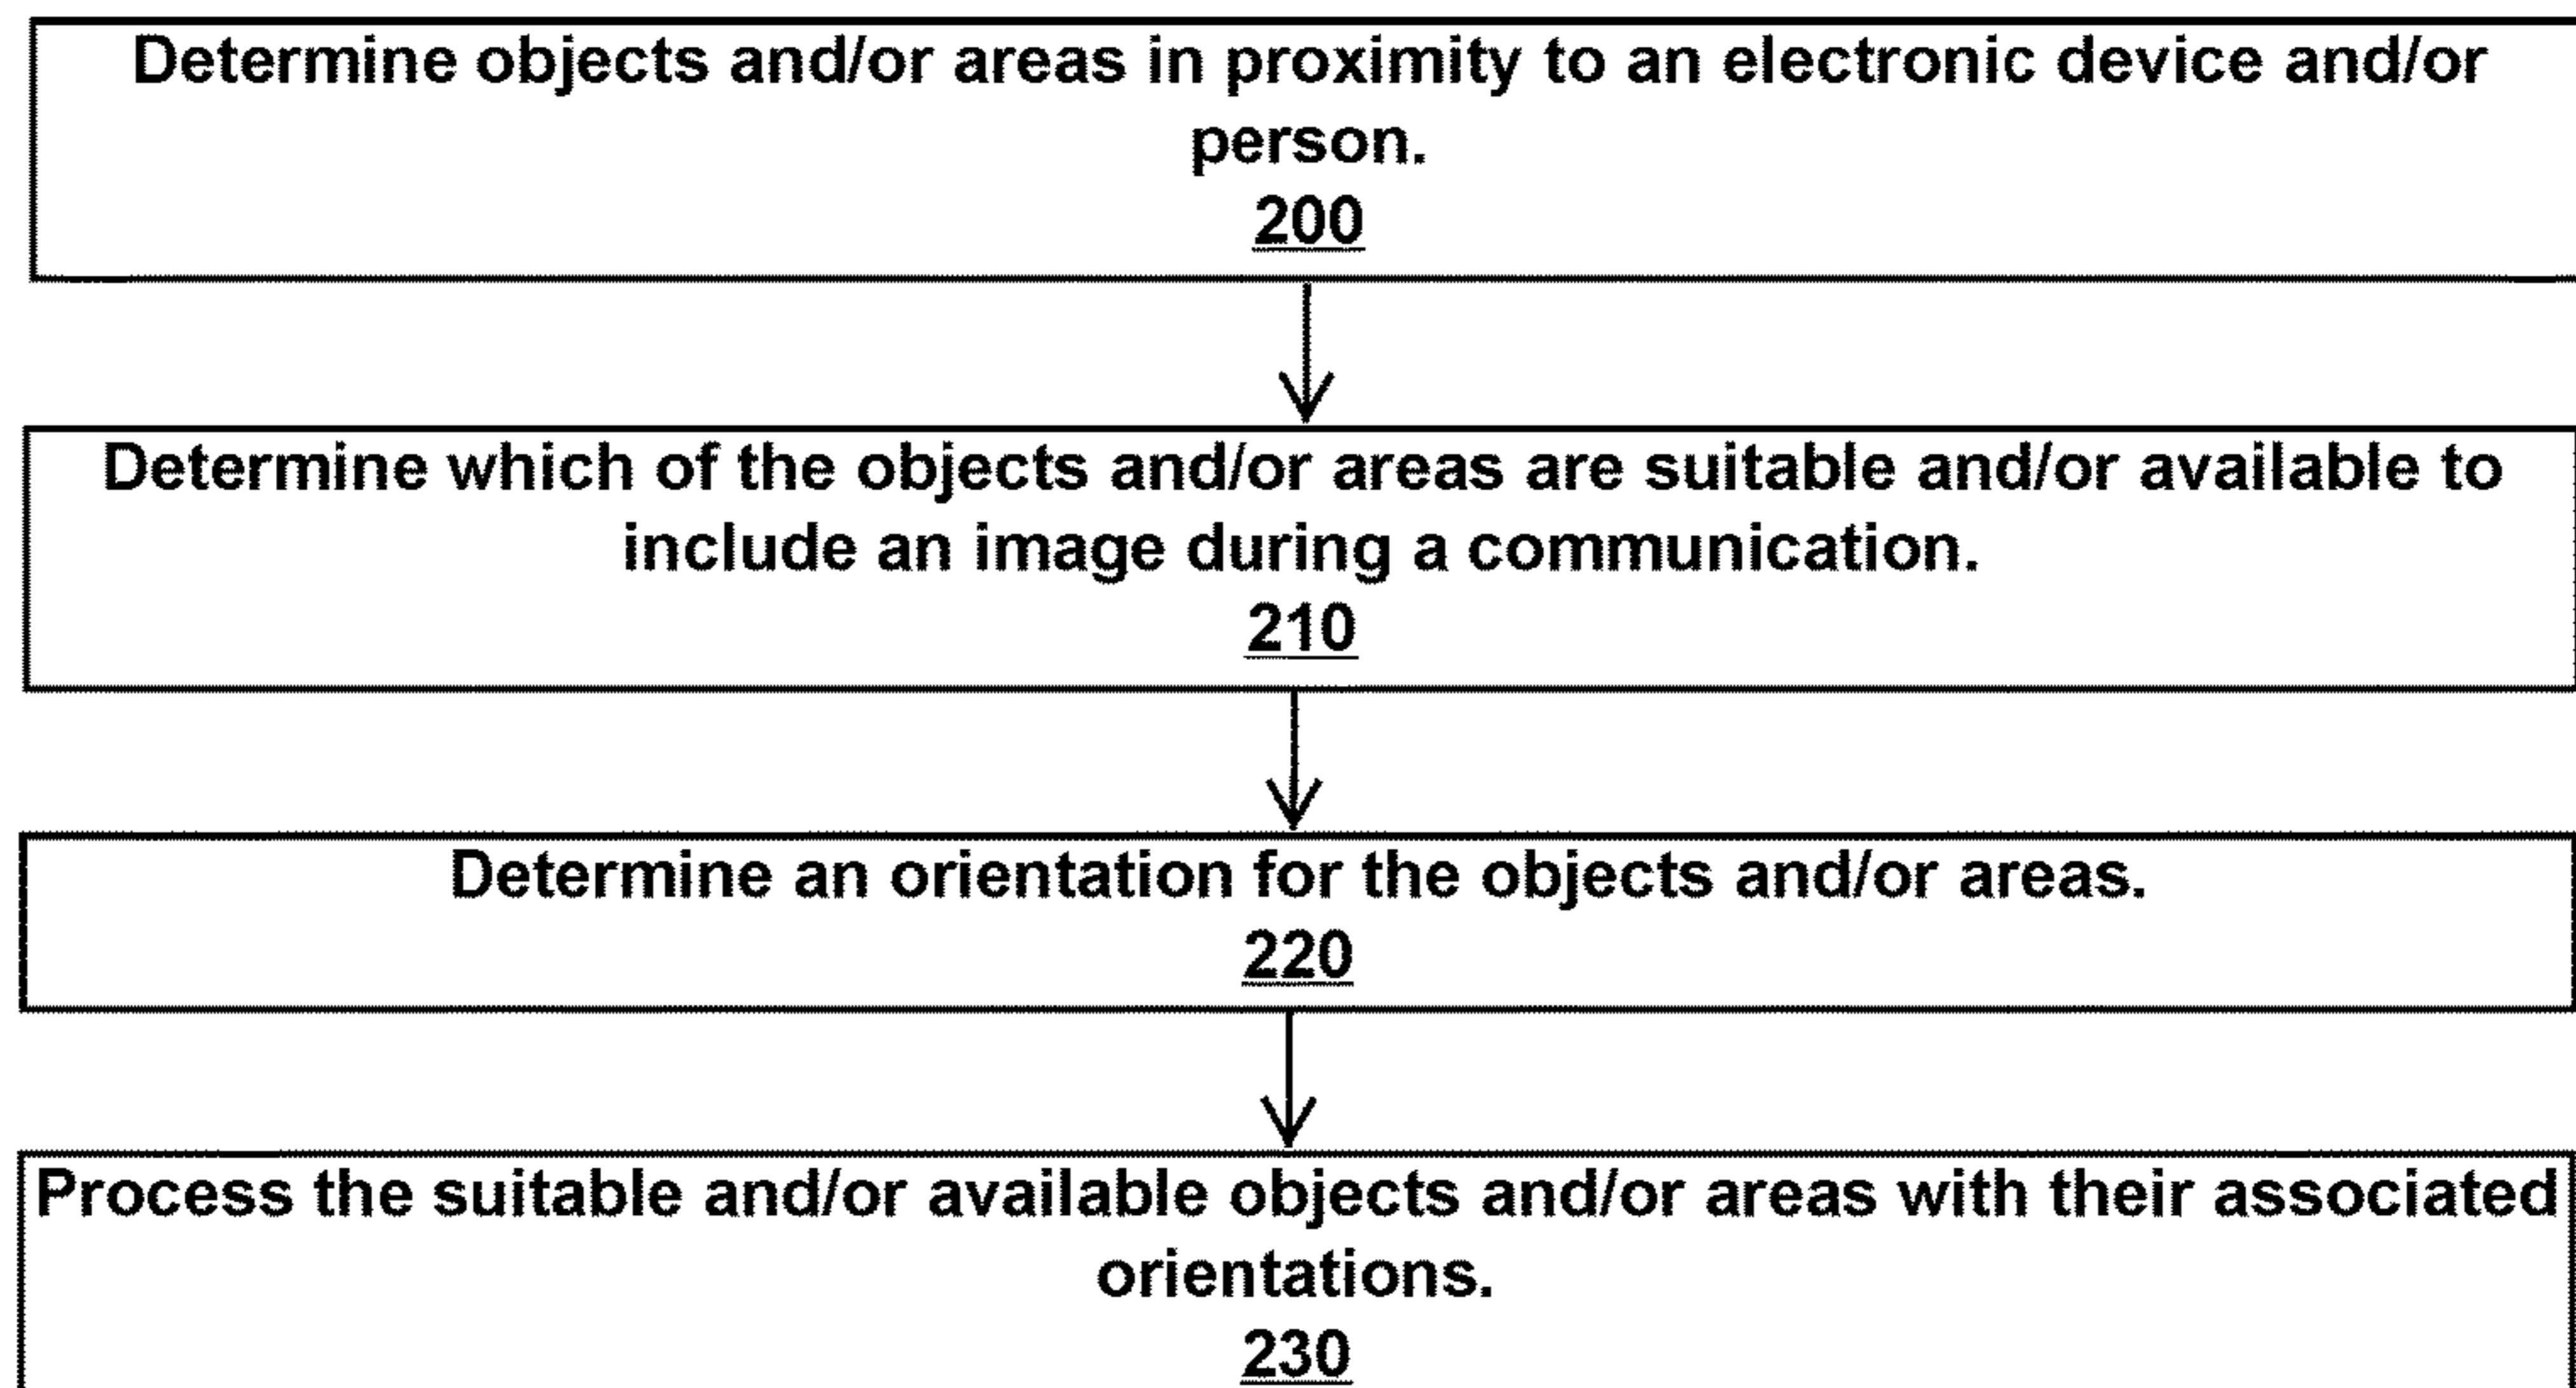 Determine objects and/or areas in proximity to an electronic device and/or
person.
200
Determine which of the objects and/or areas are suitable and/or available to
include an image during a communication.
210
Determine an orientation for the objects and/or areas.
220
Process the suitable and/or available objects and/or areas with their associated
orientations.
230